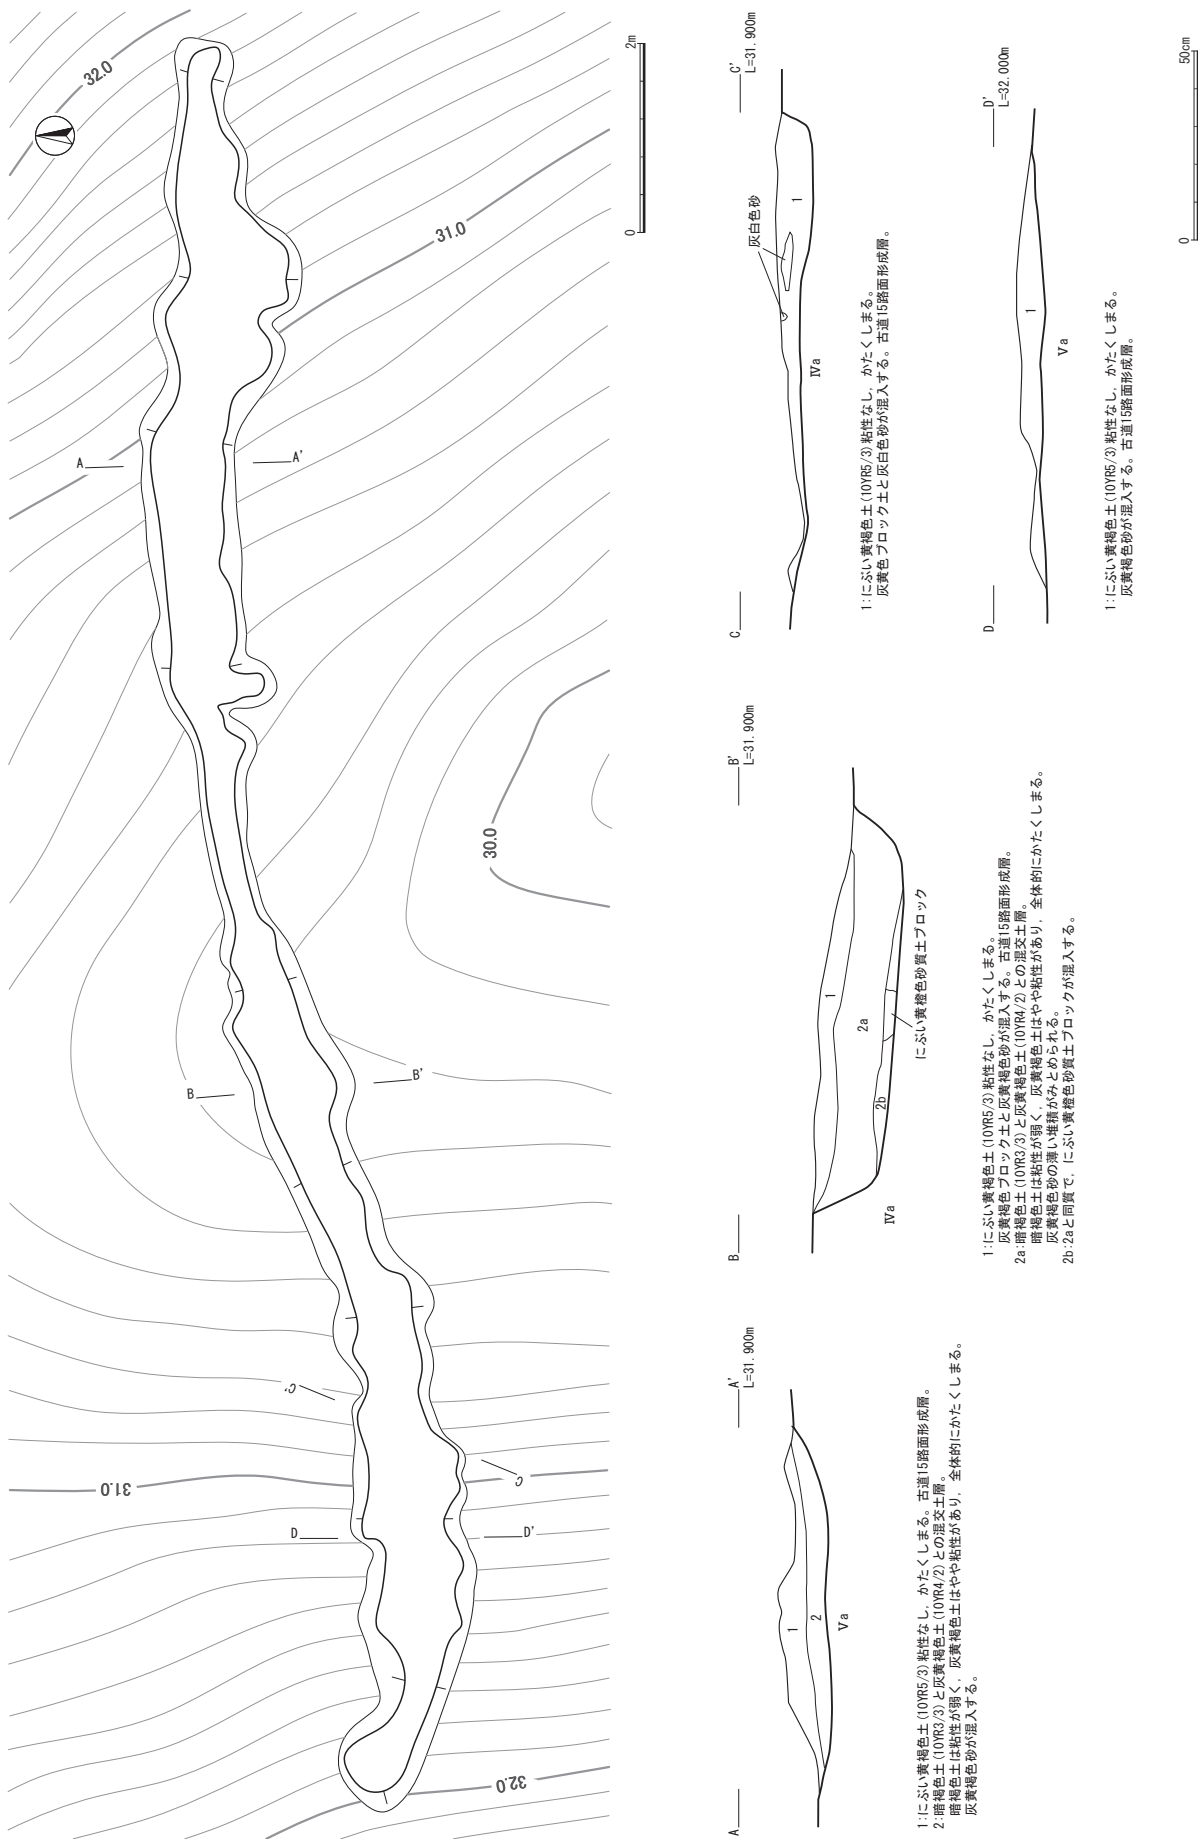 32.0
31.0
30.0
31.0
32.0
A
A'
B
B'
C'
C
D
D'
0
2m
A
A'
L=31.900m
1
2
Ⅴa
1:にぶい黄褐色土(10YR5/3)粘性なし，かたくしまる。古道15路面形成層。
2:暗褐色土(10YR3/3)と灰黄褐色土(10YR4/2)との混交土層。
暗褐色土は粘性が弱く，灰黄褐色土はやや粘性があり，全体的にかたくしまる。
灰黄褐色砂が混入する。
B
B'
L=31.900m
1
2a
2b
Ⅳa
にぶい黄橙色砂質土ブロック
1:にぶい黄褐色土(10YR5/3)粘性なし，かたくしまる。
灰黄褐色ブロック土と灰黄褐色砂が混入する。古道15路面形成層。
2a:暗褐色土(10YR3/3)と灰黄褐色土(10YR4/2)との混交土層。
暗褐色土は粘性が弱く，灰黄褐色土はやや粘性があり，全体的にかたくしまる。
灰黄褐色砂の薄い堆積がみとめられる。
2b:2aと同質で，にぶい黄橙色砂質土ブロックが混入する。
C
C'
L=31.900m
灰白色砂
1
Ⅳa
1:にぶい黄褐色土(10YR5/3)粘性なし，かたくしまる。
灰黄色ブロック土と灰白色砂が混入する。古道15路面形成層。
D
D'
L=32.000m
1
Ⅴa
1:にぶい黄褐色土(10YR5/3)粘性なし，かたくしまる。
灰黄褐色砂が混入する。古道15路面形成層。
0
50cm